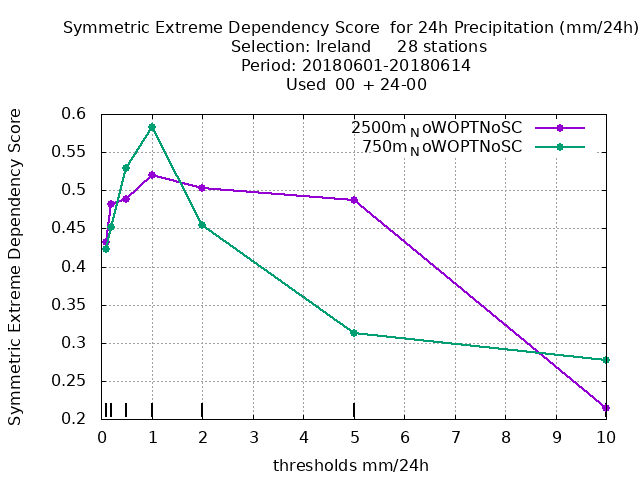 Symmetric Extreme Dependency Score  for 24h Precipitation (mm/24h)
Selection: Ireland     28 stations
Period: 20180601-20180614
Used  00 + 24-00
Symmetric Extreme Dependency Score
0.6
0.55
0.5
0.45
0.4
0.35
0.3
0.25
0.2
2500m_NoWOPTNoSC
750m_NoWOPTNoSC
0 1 2 3 4 5 6 7 8 9 10
thresholds mm/24h